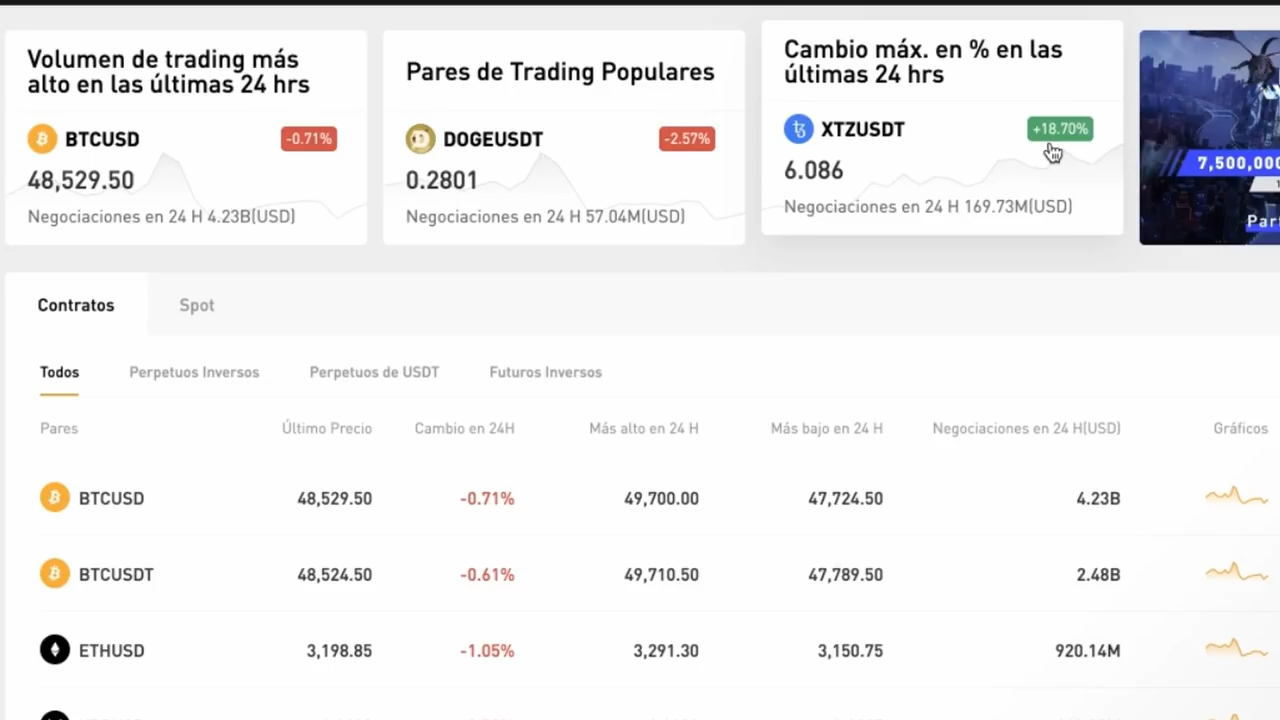 Volumen de trading más
alto en las últimas 24 hrs
BTCUSD -0.71%
48,529.50
Negociaciones en 24 H 4.23B(USD)
Pares de Trading Populares
DOGEUSDT -2.57%
0.2801
Negociaciones en 24 H 57.04M(USD)
Cambio máx. en % en las
últimas 24 hrs
XTZUSDT +18.70%
6.086
Negociaciones en 24 H 169.73M(USD)
7,500,000
Part
Contratos Spot
Todos Perpetuos Inversos Perpetuos de USDT Futuros Inversos
Pares Último Precio Cambio en 24H Más alto en 24 H Más bajo en 24 H Negociaciones en 24 H(USD) Gráficos
BTCUSD 48,529.50 -0.71% 49,700.00 47,724.50 4.23B
BTCUSDT 48,524.50 -0.61% 49,710.50 47,789.50 2.48B
ETHUSD 3,198.85 -1.05% 3,291.30 3,150.75 920.14M